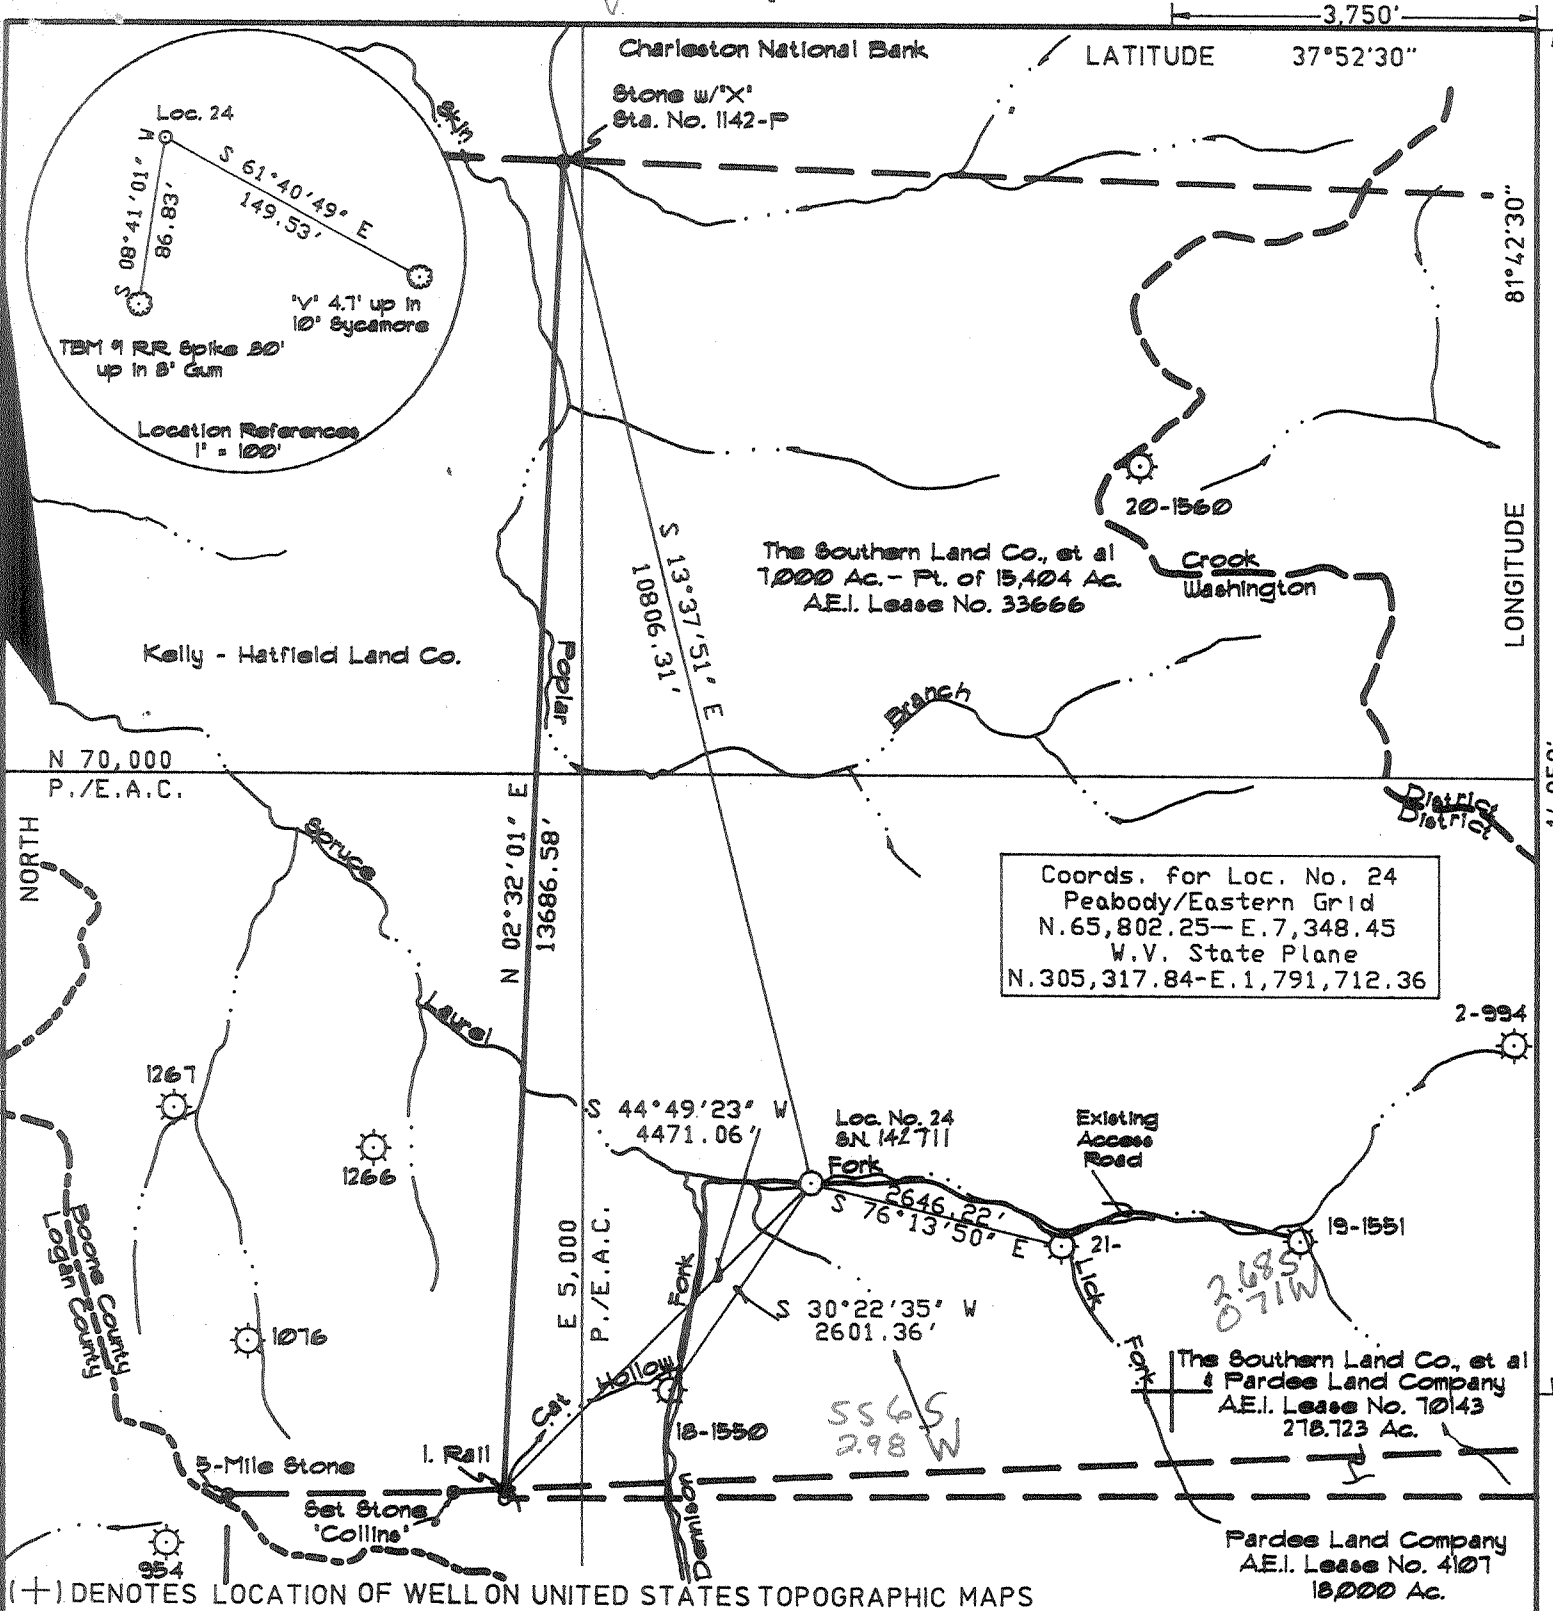 3,750'
Charleston National Bank
LATITUDE 37°52'30"
Stone w/"X"
Sta. No. 1142-P
Skin
Loc. 24
S 61°40'49" E
149.53'
S 08°41'01" W
86.83'
"V" 4.7' up in
10" Sycamore
up in 8" Gum
Location References
1" = 100'
81°42'30"
LONGITUDE
20-1560
The Southern Land Co., et al
7,000 Ac. - Pt. of 15,404 Ac.
A.E.I. Lease No. 33666
Crook
Washington
S 13°37'51" E
10806.31'
Kelly - Hatfield Land Co.
Poplar
Branch
N 70,000
P./E.A.C.
NORTH
N 02°32'01" E
13686.58'
District
District
Spruce
Laurel
Coords. for Loc. No. 24
Peabody/Eastern Grid
N.65,802.25-E.7,348.45
W.V. State Plane
N.305,317.84-E.1,791,712.36
2-994
1267
1266
S 44°49'23" W
4471.06'
Loc. No. 24
S.N. 142711
Fork
Existing
Access
Road
2646.22'
S 76°13'50" E
21-
19-1551
2.68 S
0.71 W
Lick
Fork
Boone County
Logan County
E 5,000
P./E.A.C.
Fork
S 30°22'35" W
2601.36'
1076
Cat
Hollow
18-1550
5-Mile Stone
I. Rail
Set Stone
"Collins"
954
Dennison
The Southern Land Co., et al
& Pardee Land Company
A.E.I. Lease No. 70143
278.723 Ac.
Pardee Land Company
A.E.I. Lease No. 4107
18,000 Ac.
(+) DENOTES LOCATION OF WELL ON UNITED STATES TOPOGRAPHIC MAPS